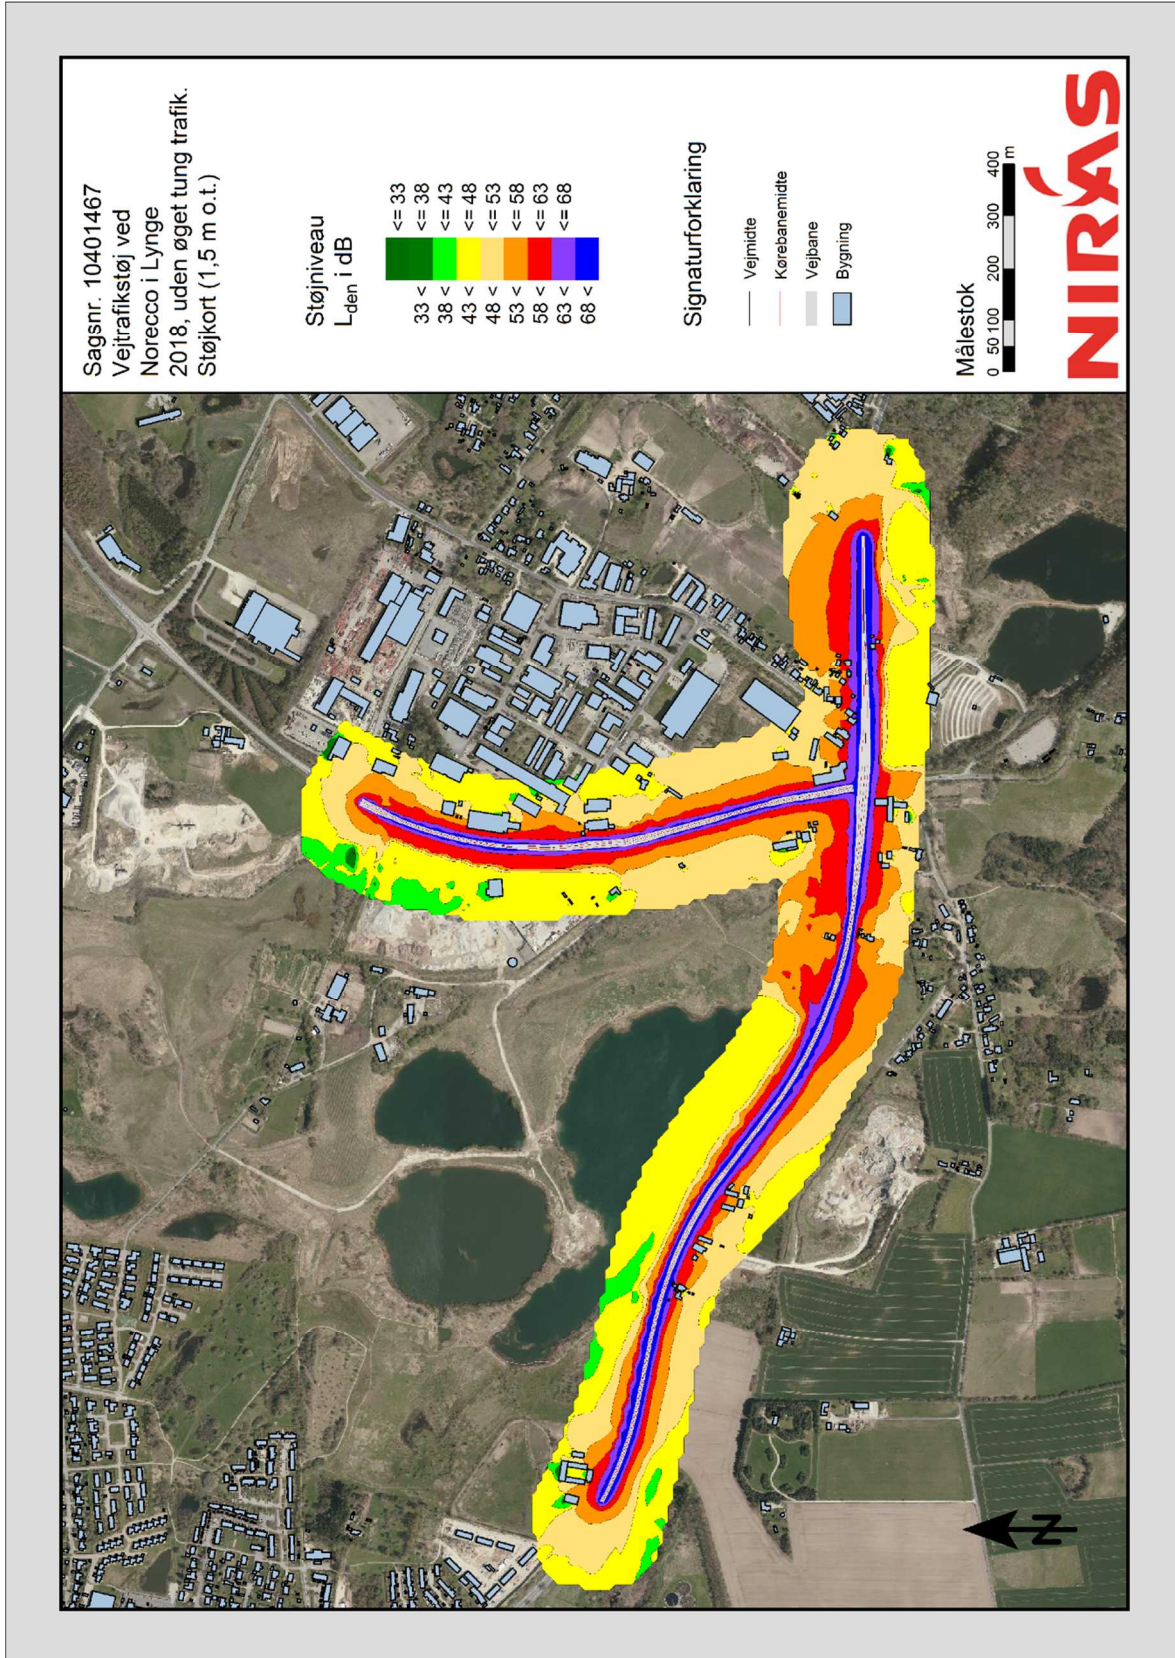 Sagsnr. 10401467
Vejtrafikstøj ved
Norecco i Lynge
2018, uden øget tung trafik.
Støjkort (1,5 m o.t.)
Støjniveau
Lden i dB
<= 33
33 < <= 38
38 < <= 43
43 < <= 48
48 < <= 53
53 < <= 58
58 < <= 63
63 < <= 68
68 <
Signaturforklaring
Vejmidte
Kørebanemidte
Vejbane
Bygning
Målestok
0 50 100 200 300 400
m
NIRAS
N